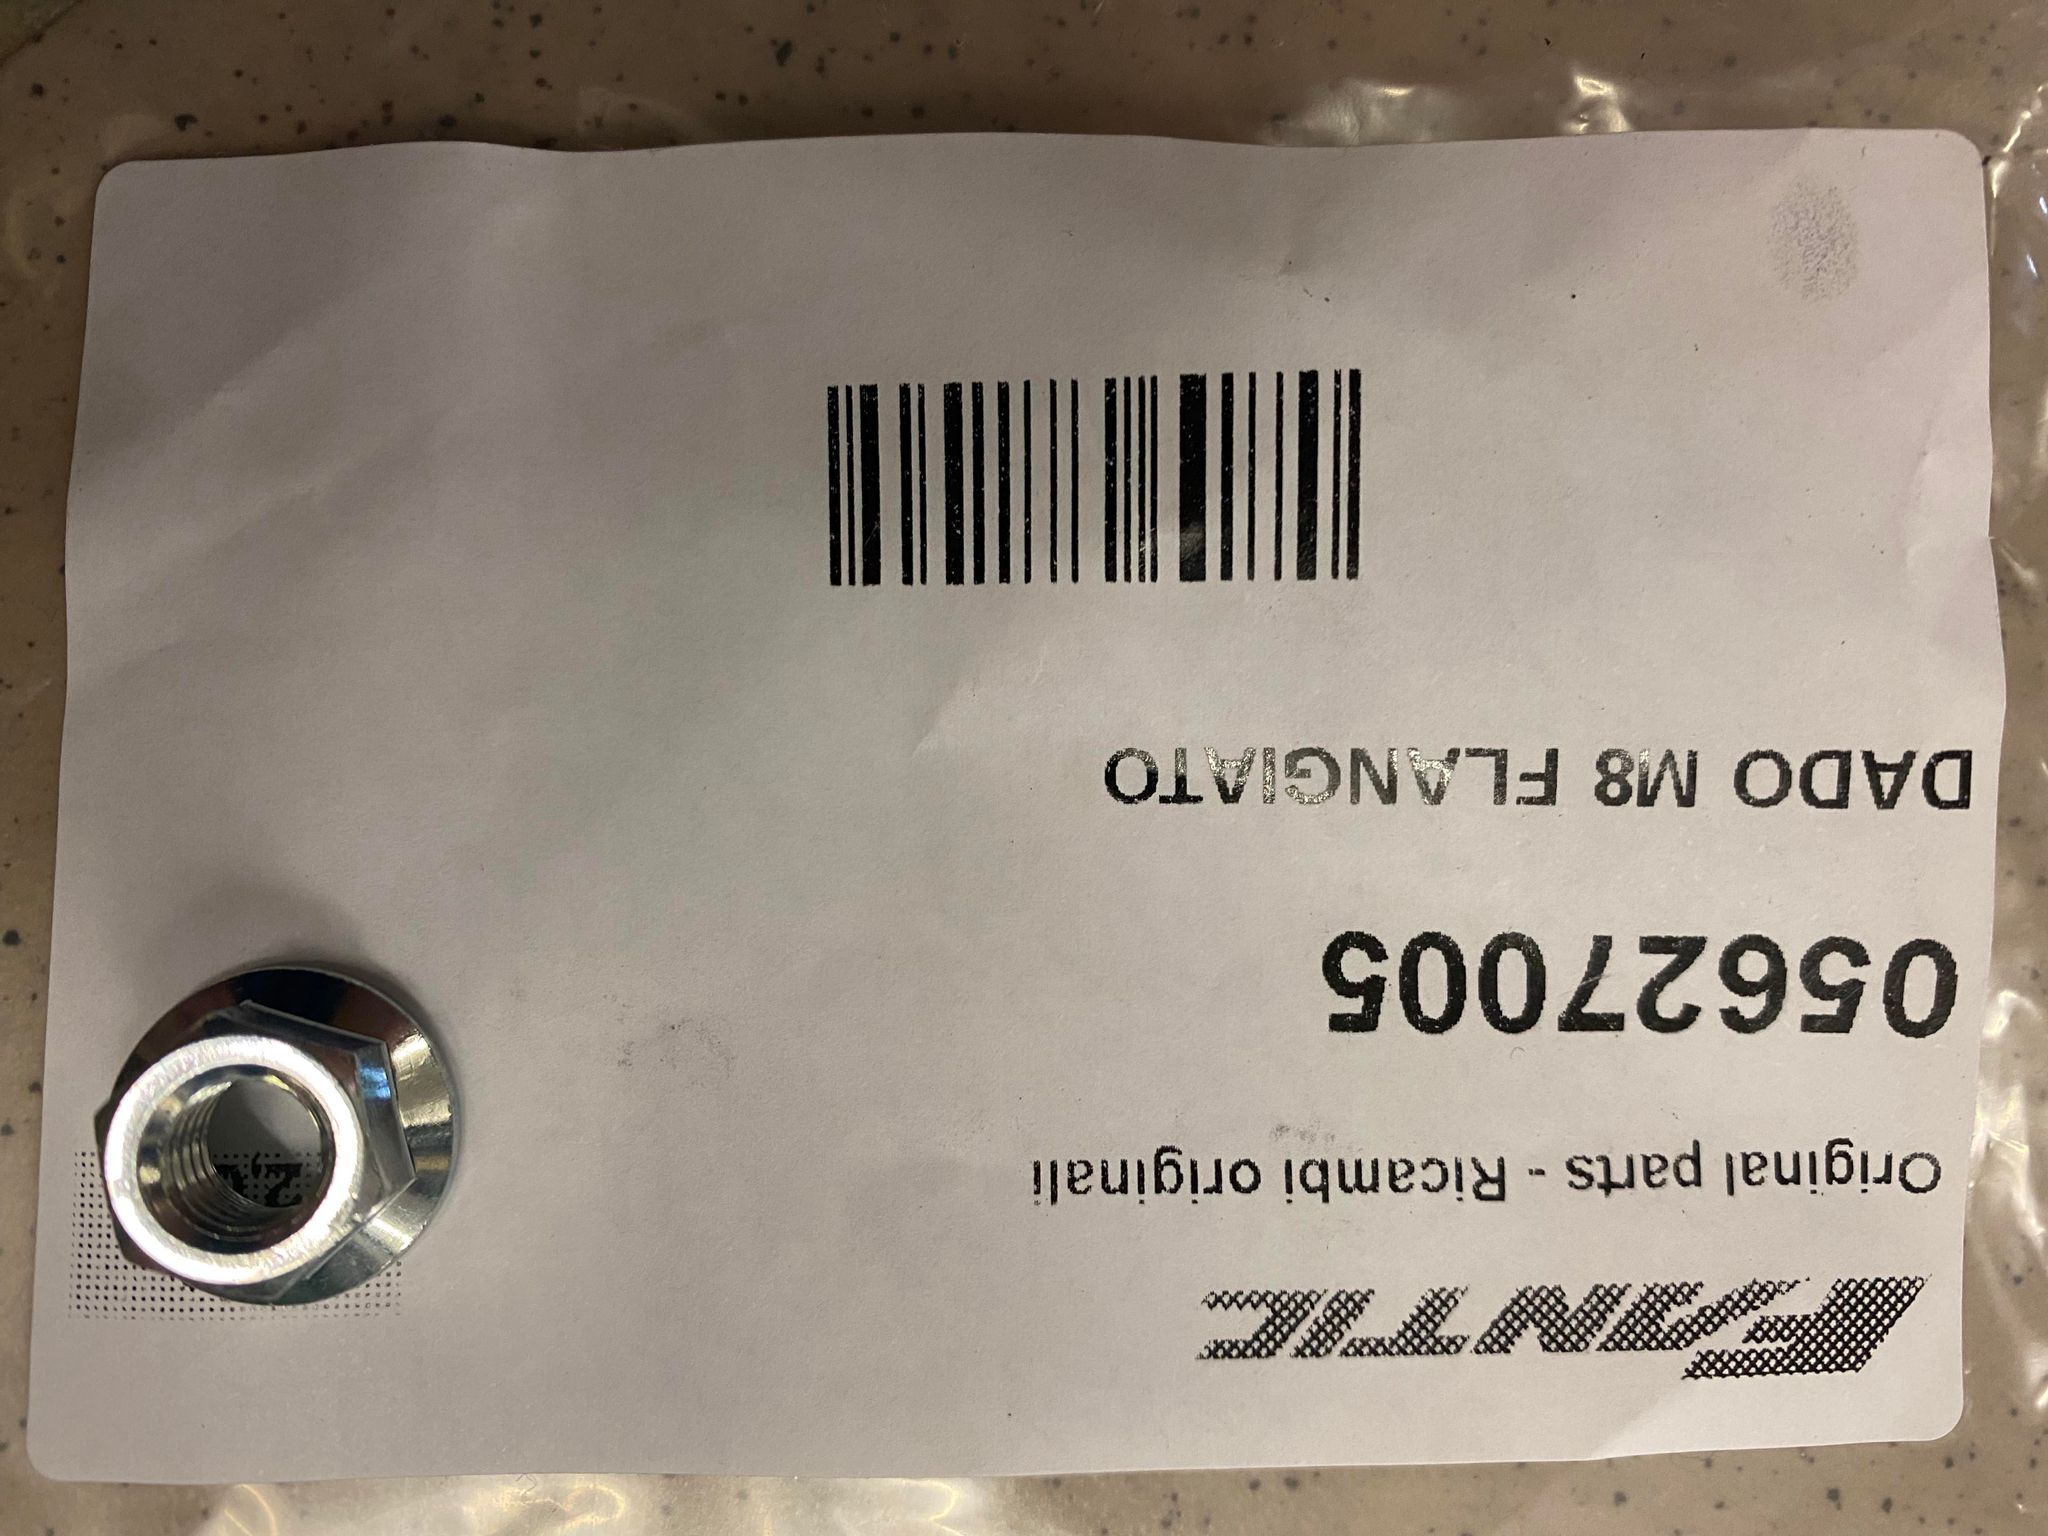 FANTIC
Original parts - Ricambi originali
05627005
DADO M8 FLANGIATO